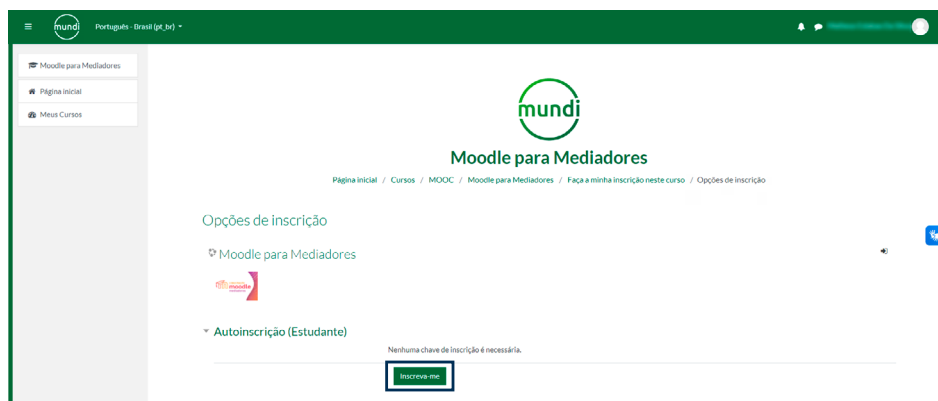 mundi Português - Brasil (pt_br)
Moodle para Mediadores
Página inicial
Meus Cursos
mundi
Moodle para Mediadores
Página inicial / Cursos / MOOC / Moodle para Mediadores / Faça a minha inscrição neste curso / Opções de inscrição
Opções de inscrição
Moodle para Mediadores
moodle
Autoinscrição (Estudante)
Nenhuma chave de inscrição é necessária.
Inscreva-me